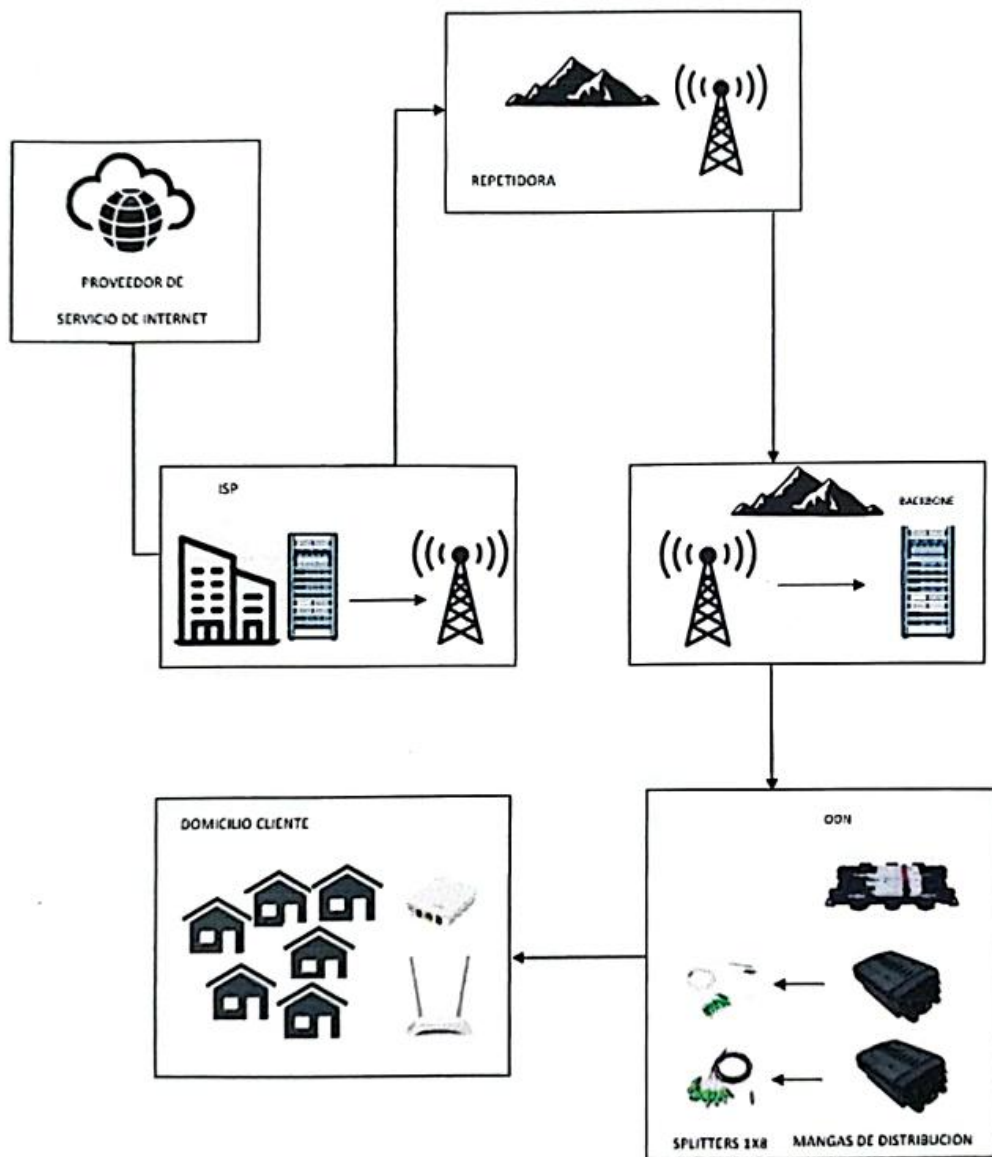 REPETIDORA
PROVEEDOR DE
SERVICIO DE INTERNET
ISP
BACKBONE
DOMICILIO CLIENTE
ODN
SPLITTERS 1X8
MANGAS DE DISTRIBUCION